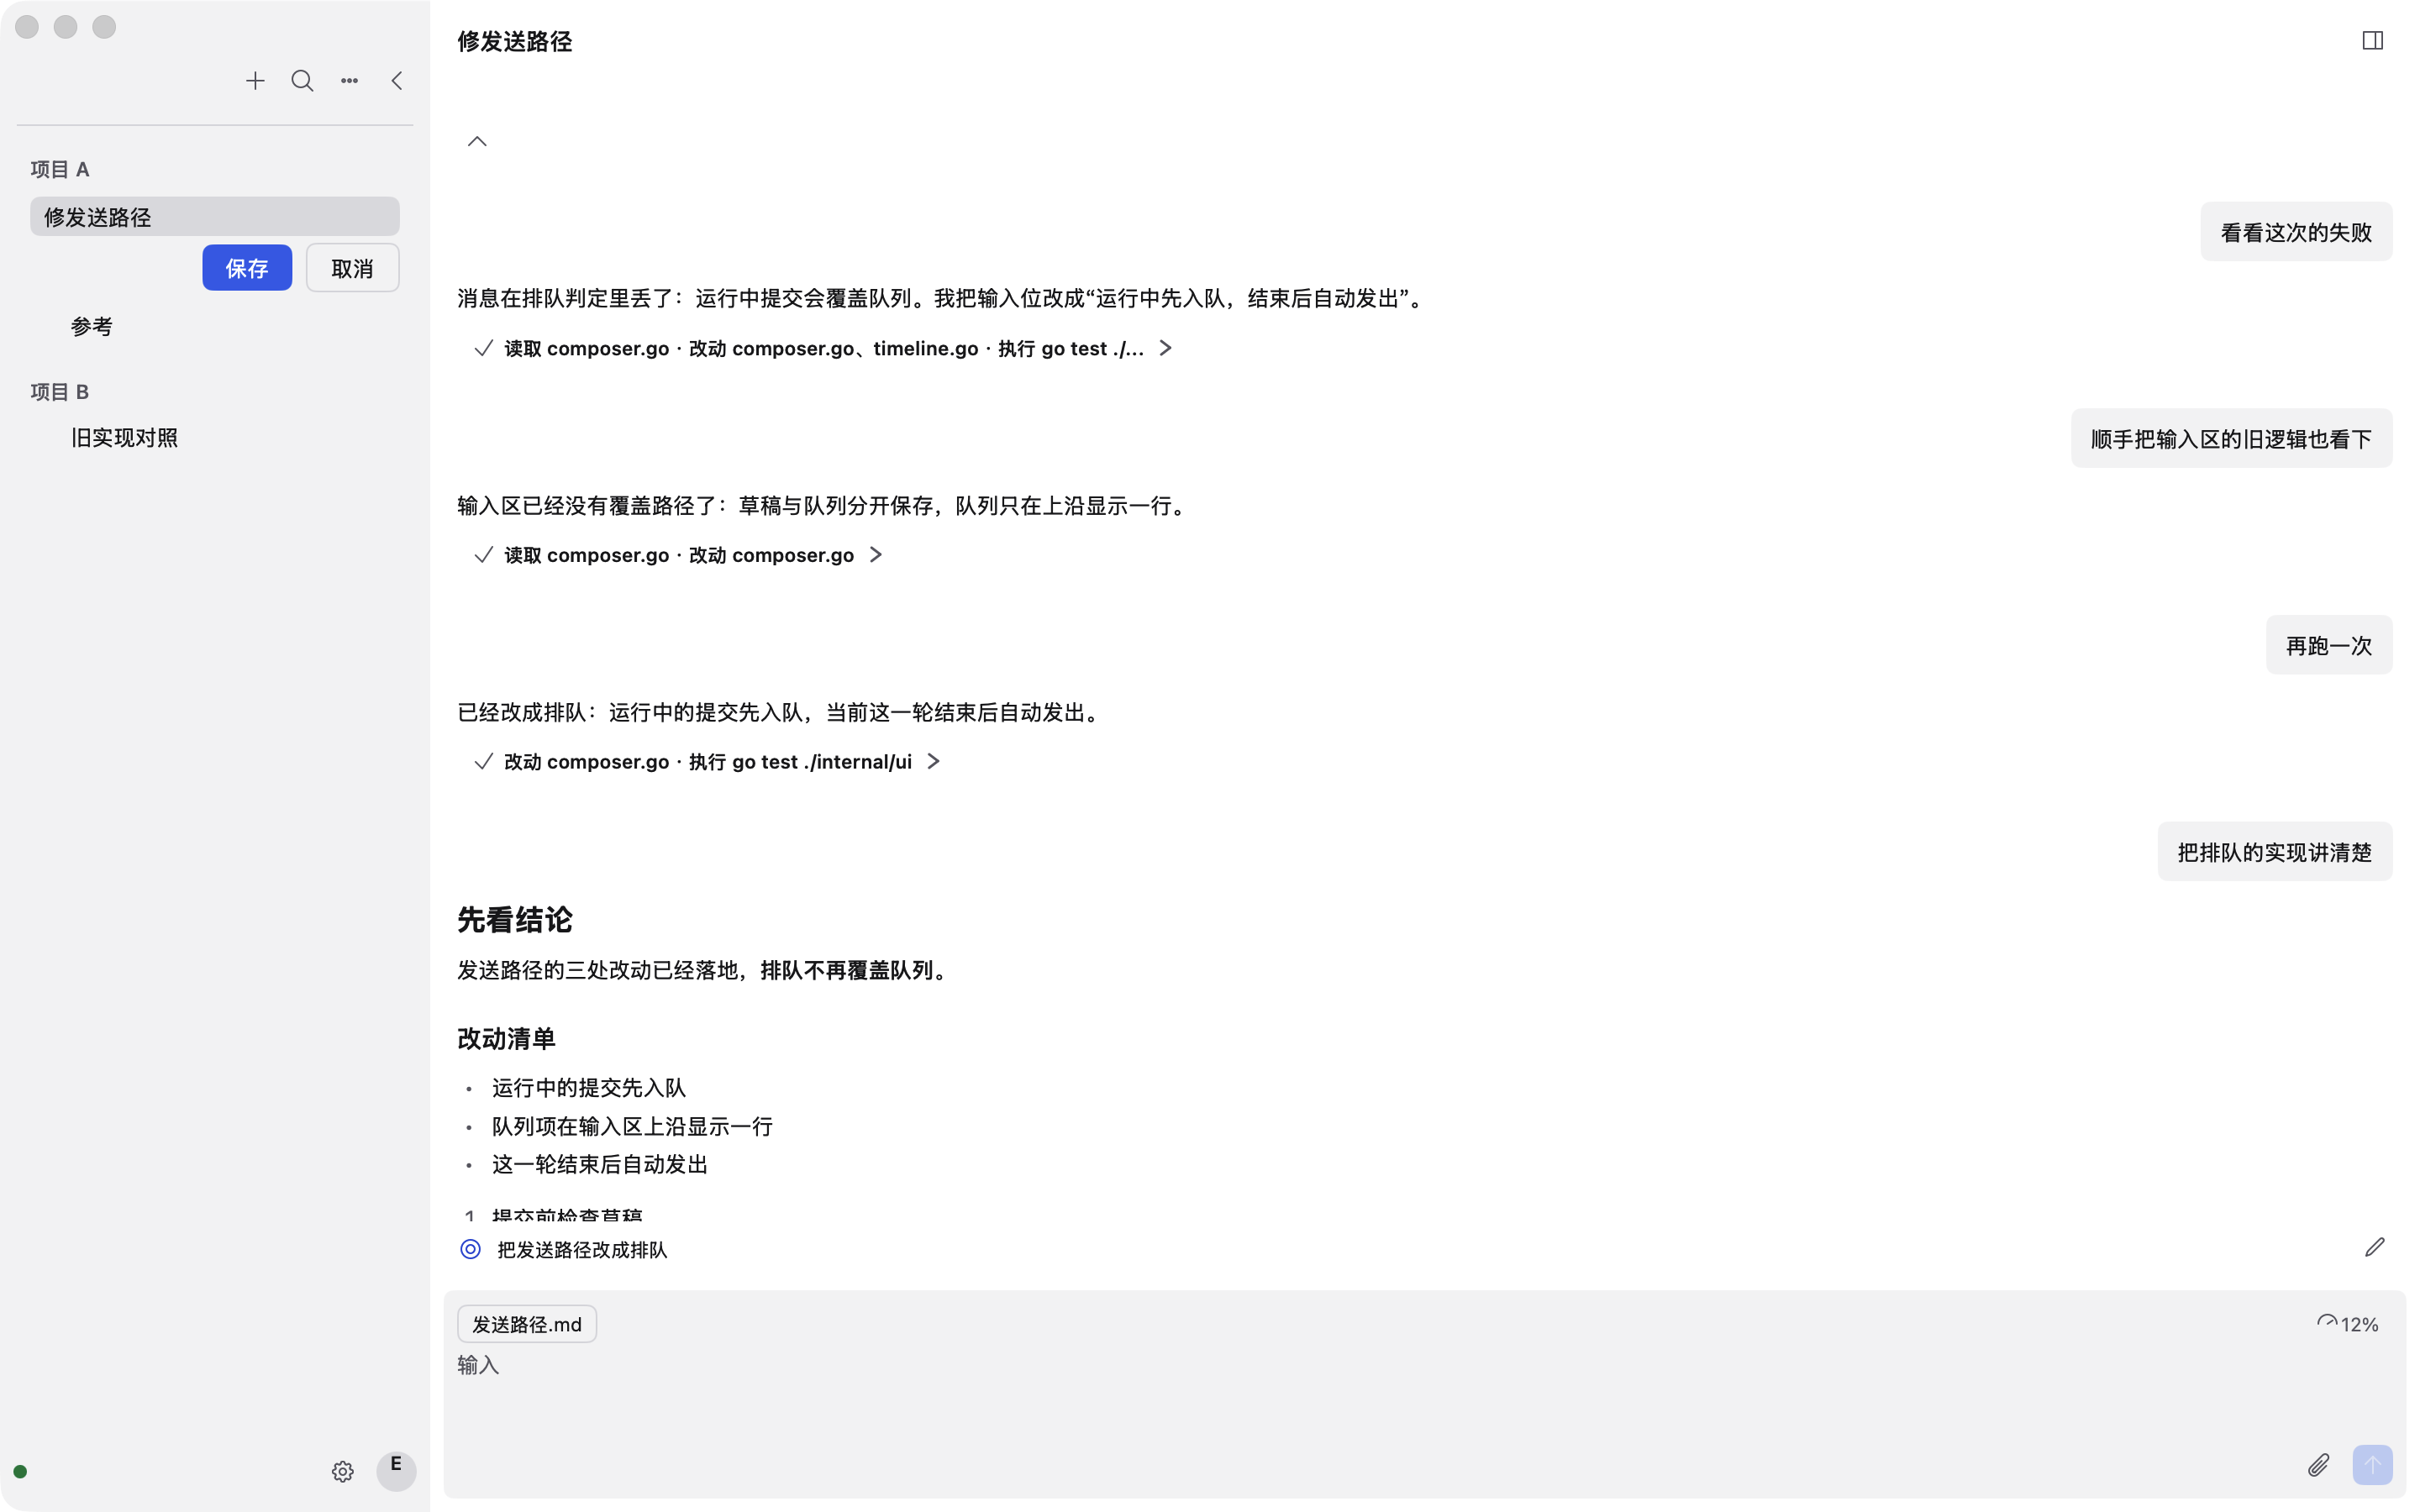 修发送路径
项目 A
修发送路径
保存
取消
参考
项目 B
旧实现对照
E
看看这次的失败
消息在排队判定里丢了：运行中提交会覆盖队列。我把输入位改成“运行中先入队，结束后自动发出”。
读取 composer.go · 改动 composer.go、timeline.go · 执行 go test ./...
顺手把输入区的旧逻辑也看下
输入区已经没有覆盖路径了：草稿与队列分开保存，队列只在上沿显示一行。
读取 composer.go · 改动 composer.go
再跑一次
已经改成排队：运行中的提交先入队，当前这一轮结束后自动发出。
改动 composer.go · 执行 go test ./internal/ui
把排队的实现讲清楚
先看结论
发送路径的三处改动已经落地，排队不再覆盖队列。
改动清单
• 运行中的提交先入队
• 队列项在输入区上沿显示一行
• 这一轮结束后自动发出
1 提交前检查草稿
把发送路径改成排队
发送路径.md
12%
输入